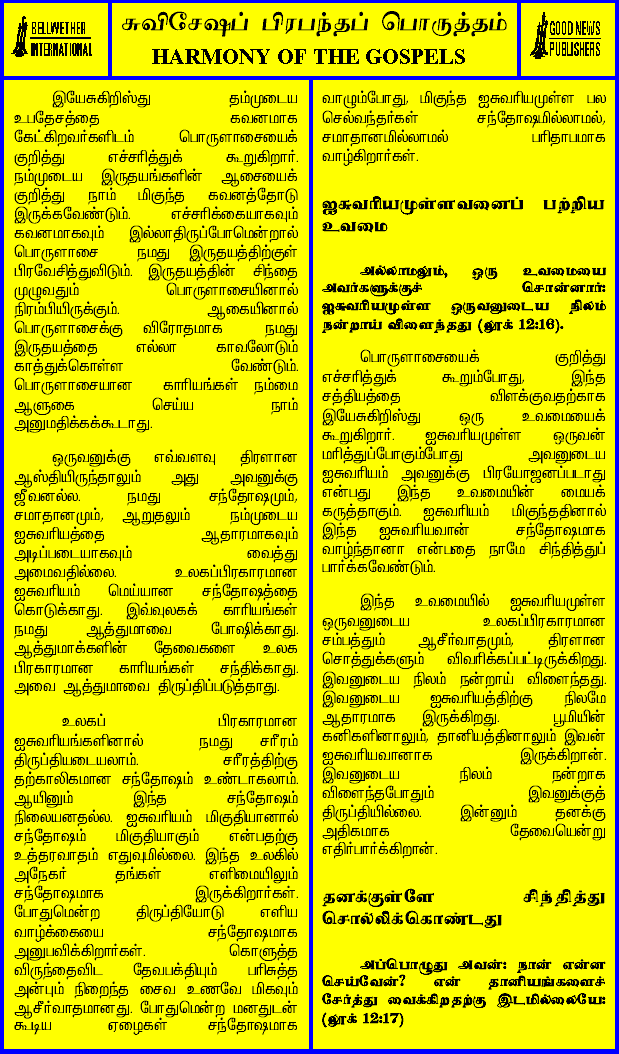 BELLWETHER
INTERNATIONAL
சுவிசேஷப் பிரபந்தப் பொருத்தம்
HARMONY OF THE GOSPELS
GOOD NEWS
PUBLISHERS
இயேசுகிறிஸ்து தம்முடைய
உபதேசத்தை கவனமாக
கேட்கிறவர்களிடம் பொருளாசையைக்
குறித்து எச்சரித்துக் கூறுகிறார்.
நம்முடைய இருதயங்களின் ஆசையைக்
குறித்து நாம் மிகுந்த கவனத்தோடு
இருக்கவேண்டும். எச்சரிக்கையாகவும்
கவனமாகவும் இல்லாதிருப்போமென்றால்
பொருளாசை நமது இருதயத்திற்குள்
பிரவேசித்துவிடும். இருதயத்தின் சிந்தை
முழுவதும் பொருளாசையினால்
நிரம்பியிருக்கும். ஆகையினால்
பொருளாசைக்கு விரோதமாக நமது
இருதயத்தை எல்லா காவலோடும்
காத்துக்கொள்ள வேண்டும்.
பொருளாசையான காரியங்கள் நம்மை
ஆளுகை செய்ய நாம்
அனுமதிக்கக்கூடாது.
ஒருவனுக்கு எவ்வளவு திரளான
ஆஸ்தியிருந்தாலும் அது அவனுக்கு
ஜீவனல்ல. நமது சந்தோஷமும்,
சமாதானமும், ஆறுதலும் நம்முடைய
ஐசுவரியத்தை ஆதாரமாகவும்
அடிப்படையாகவும் வைத்து
அமைவதில்லை. உலகப்பிரகாரமான
ஐசுவரியம் மெய்யான சந்தோஷத்தை
கொடுக்காது. இவ்வுலகக் காரியங்கள்
நமது ஆத்துமாவை போஷிக்காது.
ஆத்துமாக்களின் தேவைகளை உலக
பிரகாரமான காரியங்கள் சந்திக்காது.
அவை ஆத்துமாவை திருப்திப்படுத்தாது.
உலகப் பிரகாரமான
ஐசுவரியங்களினால் நமது சரீரம்
திருப்தியடையலாம். சரீரத்திற்கு
தற்காலிகமான சந்தோஷம் உண்டாகலாம்.
ஆயினும் இந்த சந்தோஷம்
நிலையானதல்ல. ஐசுவரியம் மிகுதியானால்
சந்தோஷம் மிகுதியாகும் என்பதற்கு
உத்தரவாதம் எதுவுமில்லை. இந்த உலகில்
அநேகர் தங்கள் எளிமையிலும்
சந்தோஷமாக இருக்கிறார்கள்.
போதுமென்ற திருப்தியோடு எளிய
வாழ்க்கையை சந்தோஷமாக
அனுபவிக்கிறார்கள். கொளுத்த
விருந்தைவிட தேவபக்தியும் பரிசுத்த
அன்பும் நிறைந்த சைவ உணவே மிகவும்
ஆசீர்வாதமானது. போதுமென்ற மனதுடன்
கூடிய ஏழைகள் சந்தோஷமாக
வாழும்போது, மிகுந்த ஐசுவரியமுள்ள பல
செல்வந்தர்கள் சந்தோஷமில்லாமல்,
சமாதானமில்லாமல் பரிதாபமாக
வாழ்கிறார்கள்.
ஐசுவரியமுள்ளவனைப் பற்றிய
உவமை
அல்லாமலும், ஒரு உவமையை
அவர்களுக்குச் சொன்னார்:
ஐசுவரியமுள்ள ஒருவனுடைய நிலம்
நன்றாய் விளைந்தது (லூக் 12:16).
பொருளாசையைக் குறித்து
எச்சரித்துக் கூறும்போது, இந்த
சத்தியத்தை விளக்குவதற்காக
இயேசுகிறிஸ்து ஒரு உவமையைக்
கூறுகிறார். ஐசுவரியமுள்ள ஒருவன்
மரித்துப்போகும்போது அவனுடைய
ஐசுவரியம் அவனுக்கு பிரயோஜனப்படாது
என்பது இந்த உவமையின் மையக்
கருத்தாகும். ஐசுவரியம் மிகுந்ததினால்
இந்த ஐசுவரியவான் சந்தோஷமாக
வாழ்ந்தானா என்பதை நாமே சிந்தித்துப்
பார்க்கவேண்டும்.
இந்த உவமையில் ஐசுவரியமுள்ள
ஒருவனுடைய உலகப்பிரகாரமான
சம்பத்தும் ஆசீர்வாதமும், திரளான
சொத்துக்களும் விவரிக்கப்பட்டிருக்கிறது.
இவனுடைய நிலம் நன்றாய் விளைந்தது.
இவனுடைய ஐசுவரியத்திற்கு நிலமே
ஆதாரமாக இருக்கிறது. பூமியின்
கனிகளினாலும், தானியத்தினாலும் இவன்
ஐசுவரியவானாக இருக்கிறான்.
இவனுடைய நிலம் நன்றாக
விளைந்தபோதும் இவனுக்குத்
திருப்தியில்லை. இன்னும் தனக்கு
அதிகமாக தேவையென்று
எதிர்பார்க்கிறான்.
தனக்குள்ளே சிந்தித்து
சொல்லிக்கொண்டது
அப்பொழுது அவன்: நான் என்ன
செய்வேன்? என் தானியங்களைச்
சேர்த்து வைக்கிறதற்கு இடமில்லையே:
(லூக் 12:17)